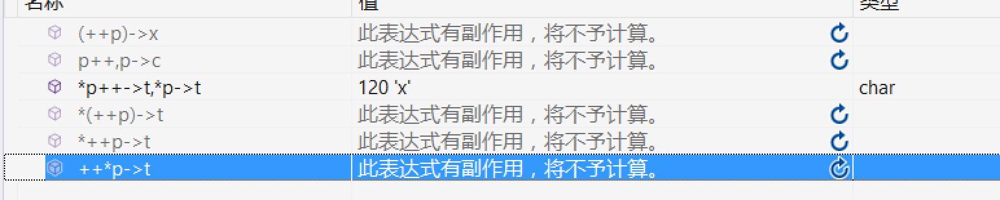 名称 值 类型
(++p)->x 此表达式有副作用，将不予计算。
p++,p->c 此表达式有副作用，将不予计算。
*p++->t,*p->t 120 'x' char
*(++p)->t 此表达式有副作用，将不予计算。
*++p->t 此表达式有副作用，将不予计算。
++*p->t 此表达式有副作用，将不予计算。